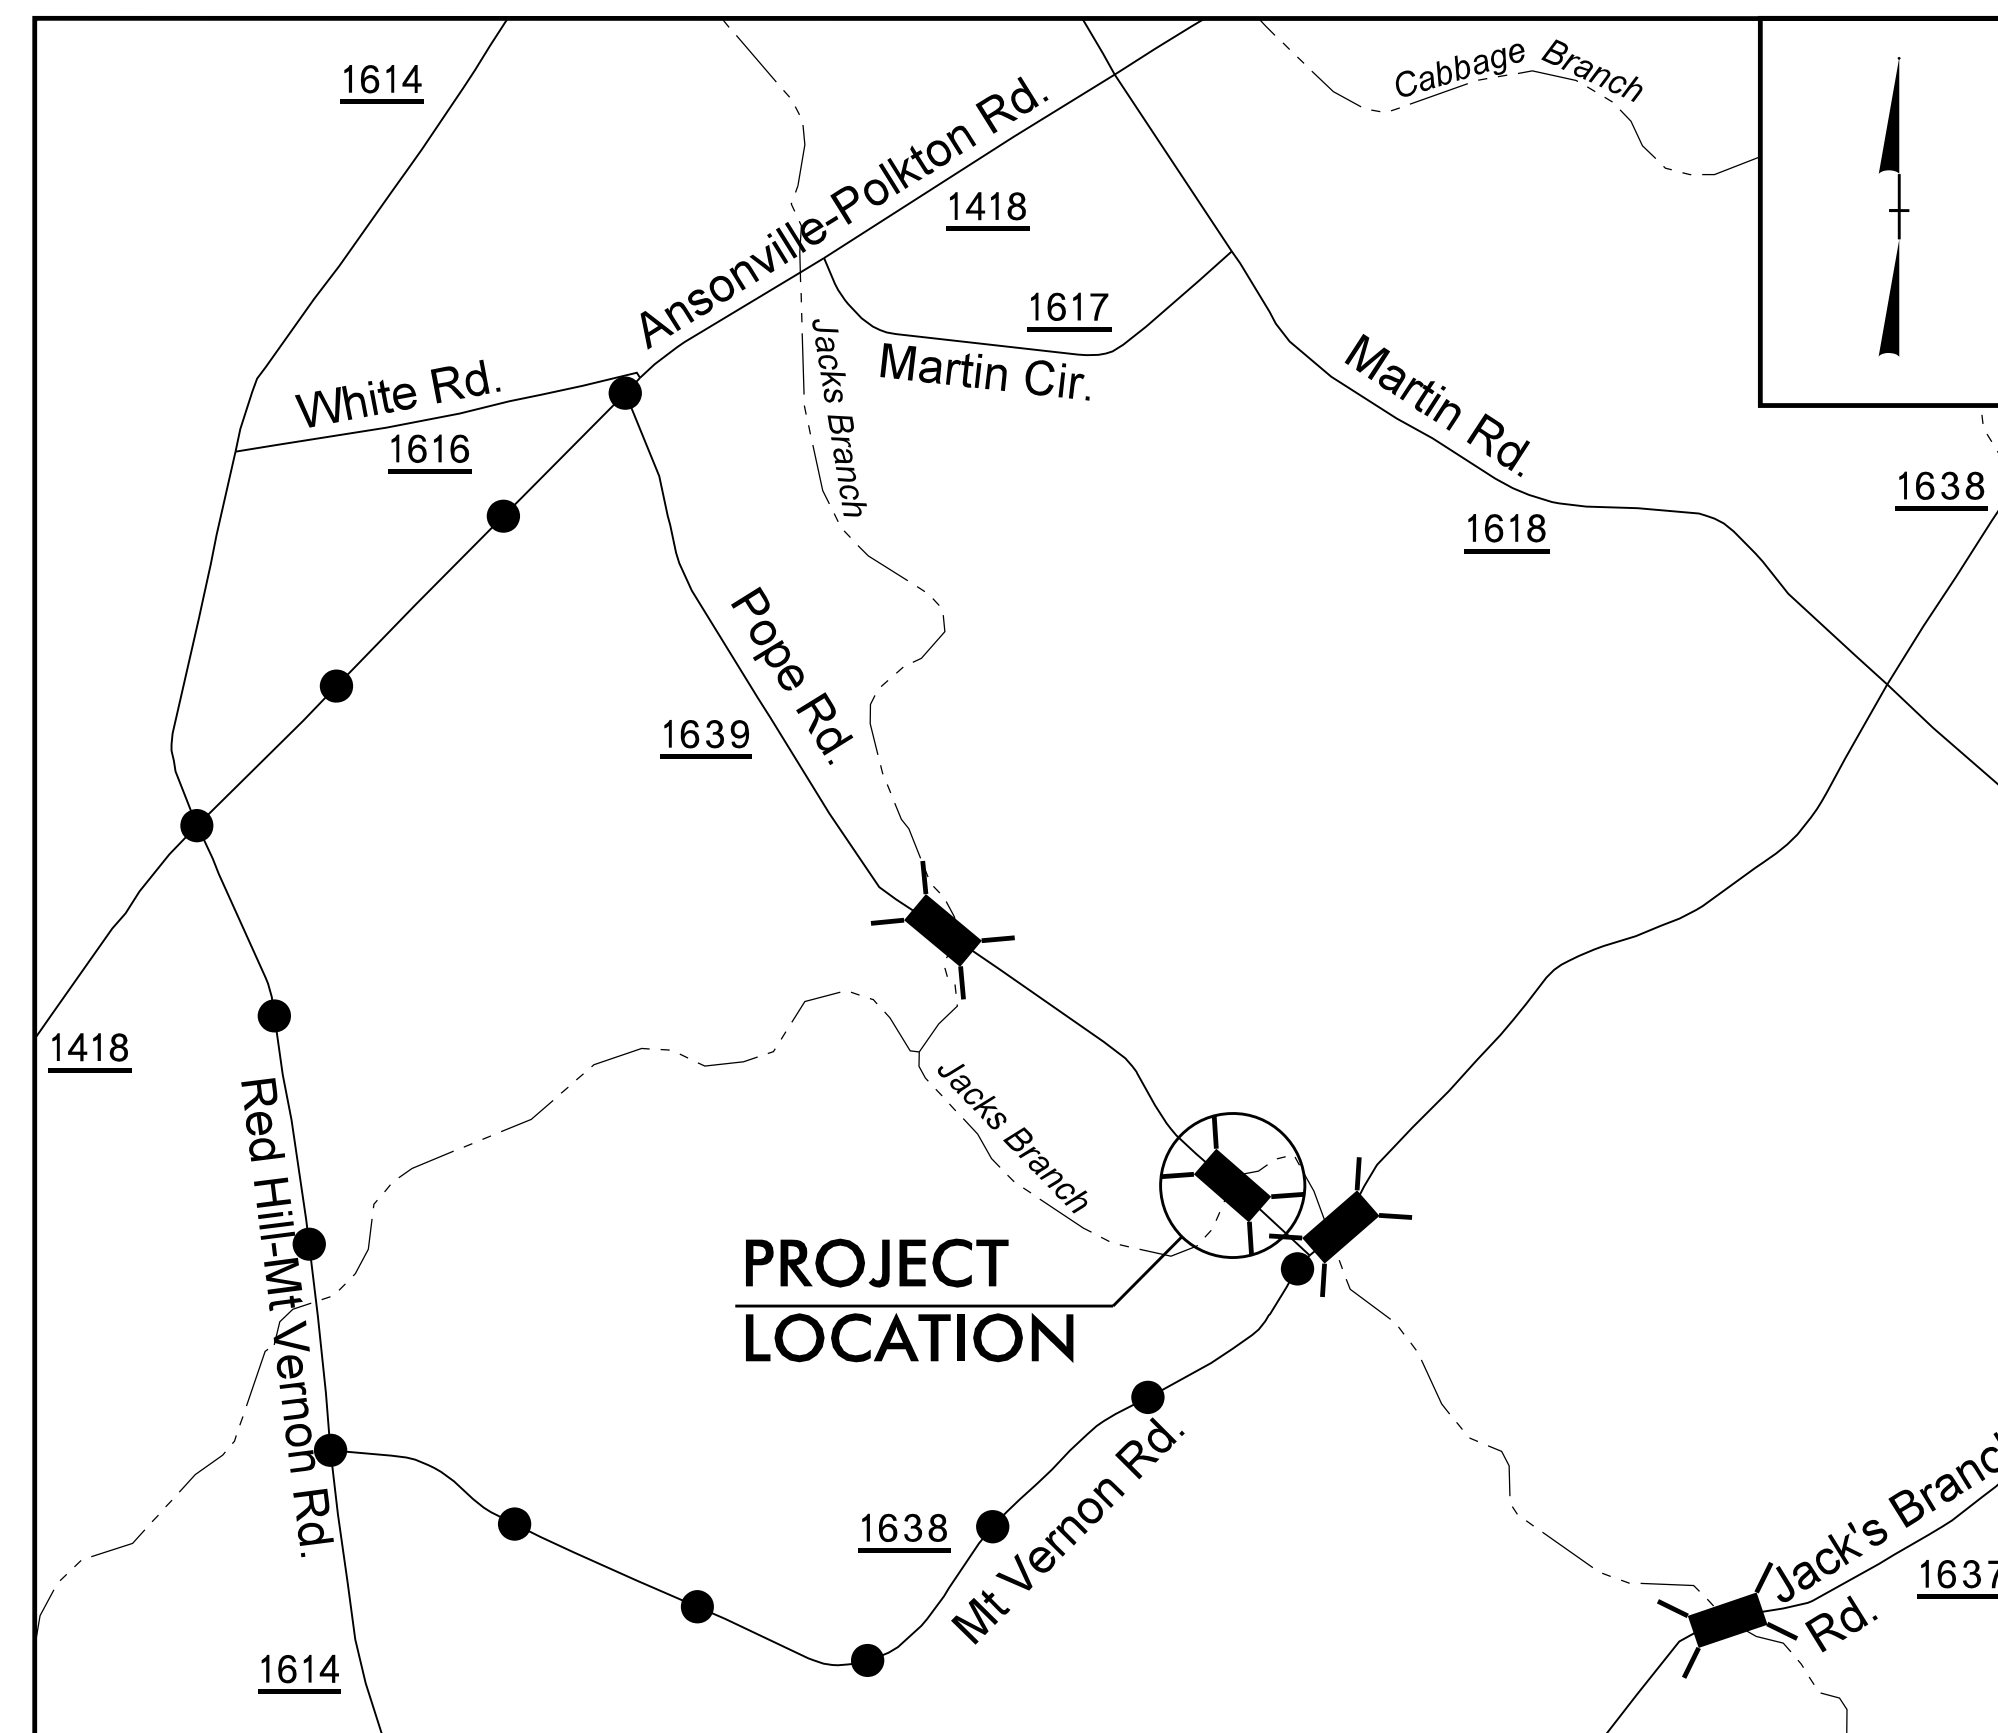 1614
Cabbage Branch
Ansonville-Polkton Rd.
1418
1617
Martin Cir.
Jacks Branch
Martin Rd.
White Rd.
1616
1638
1618
Pope Rd.
1639
1418
Jacks Branch
Red Hill-Mt Vernon Rd.
PROJECT
LOCATION
1638
Mt Vernon Rd.
Jack's Branc
Rd.
1637
1614